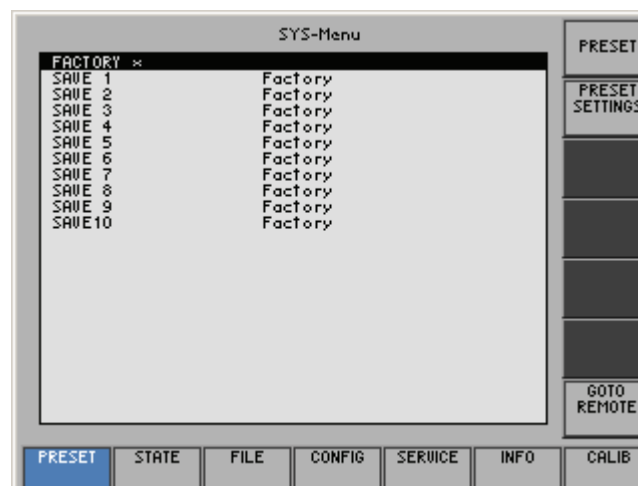 SYS-Menu
FACTORY *
SAVE 1 Factory
SAVE 2 Factory
SAVE 3 Factory
SAVE 4 Factory
SAVE 5 Factory
SAVE 6 Factory
SAVE 7 Factory
SAVE 8 Factory
SAVE 9 Factory
SAVE10 Factory
PRESET
PRESET
SETTINGS
GOTO
REMOTE
PRESET STATE FILE CONFIG SERVICE INFO CALIB